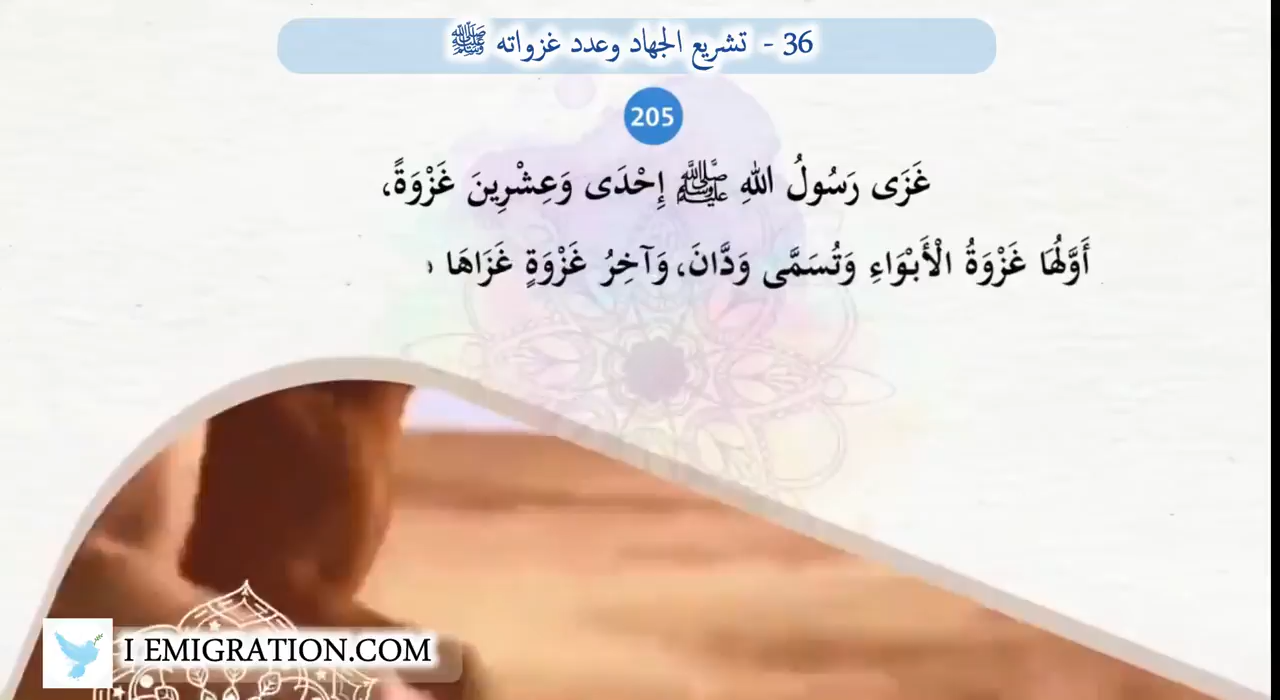 36 - تشريع الجهاد وعدد غزواته ﷺ
205
غَزَى رَسُولُ اللهِ ﷺ إِحْدَى وَعِشْرِينَ غَزْوَةً،
أَوَّلُهَا غَزْوَةُ الْأَبْوَاءِ وَتُسَمَّى وَدَّانَ، وَآخِرُ غَزْوَةٍ غَزَاهَا
I EMIGRATION.COM